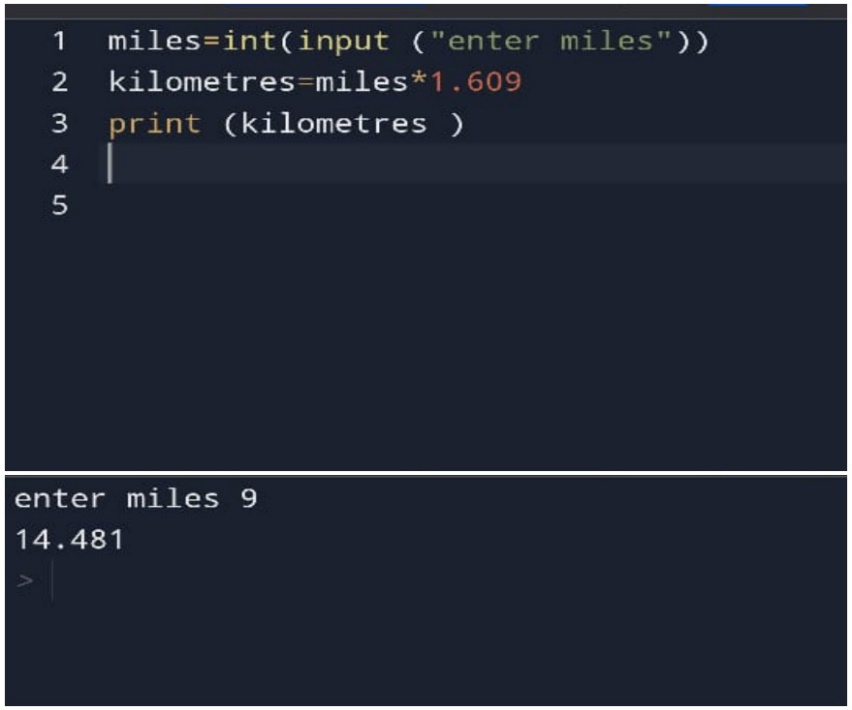 1 miles=int(input ("enter miles"))
2 kilometres=miles*1.609
3 print (kilometres )
4
5
enter miles 9
14.481
>